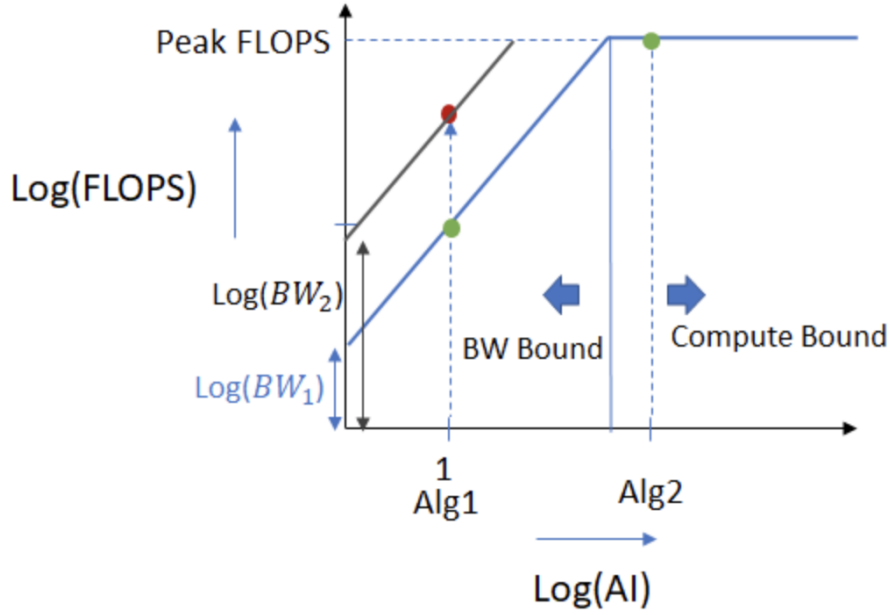 Peak FLOPS
Log(FLOPS)
Log(BW₂)
BW Bound
Compute Bound
Log(BW₁)
1
Alg1
Alg2
Log(AI)